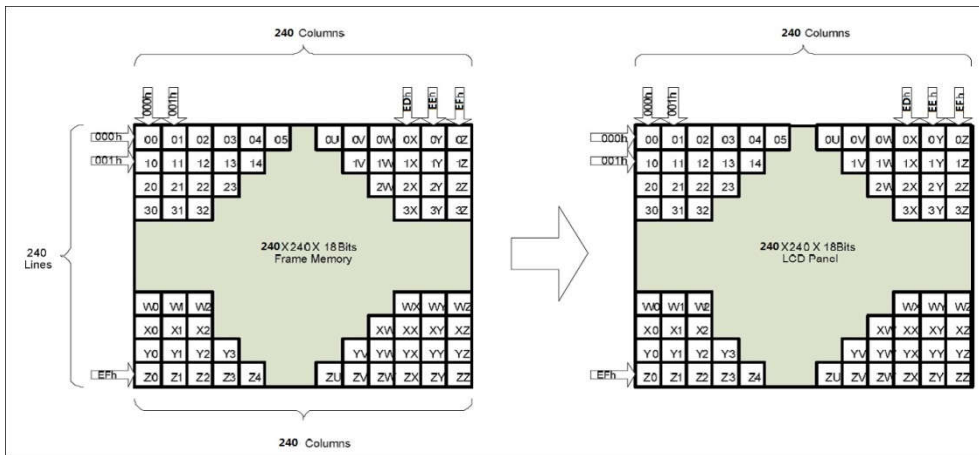 240 Columns
240 Columns
000h 001h EDh EEh EFh
000h 001h EDh EEh EFh
000h 00 01 02 03 04 05 0U 0V 0W 0X 0Y 0Z
000h 00 01 02 03 04 05 0U 0V 0W 0X 0Y 0Z
001h 10 11 12 13 14 1V 1W 1X 1Y 1Z
001h 10 11 12 13 14 1V 1W 1X 1Y 1Z
20 21 22 23 2W 2X 2Y 2Z
20 21 22 23 2W 2X 2Y 2Z
30 31 32 3X 3Y 3Z
30 31 32 3X 3Y 3Z
240 Lines
240X240X 18Bits
Frame Memory
240X240X 18Bits
LCD Panel
W0 W1 W2 WX WY WZ
W0 W1 W2 WX WY WZ
X0 X1 X2 XW XX XY XZ
X0 X1 X2 XW XX XY XZ
Y0 Y1 Y2 Y3 YV YW YX YY YZ
Y0 Y1 Y2 Y3 YV YW YX YY YZ
EFh Z0 Z1 Z2 Z3 Z4 ZU ZV ZW ZX ZY ZZ
EFh Z0 Z1 Z2 Z3 Z4 ZU ZV ZW ZX ZY ZZ
240 Columns